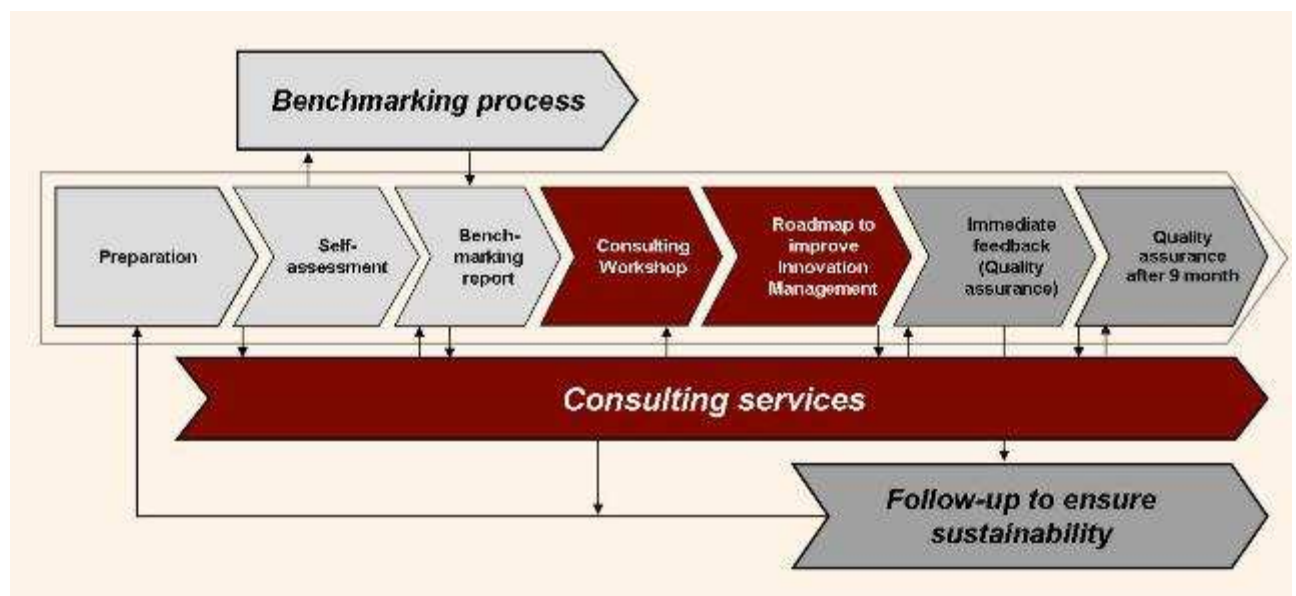 Benchmarking process
Preparation
Self-
assessment
Bench-
marking
report
Consulting
Workshop
Roadmap to
improve
Innovation
Management
Immediate
feedback
(Quality
assurance)
Quality
assurance
after 9 month
Consulting services
Follow-up to ensure
sustainability